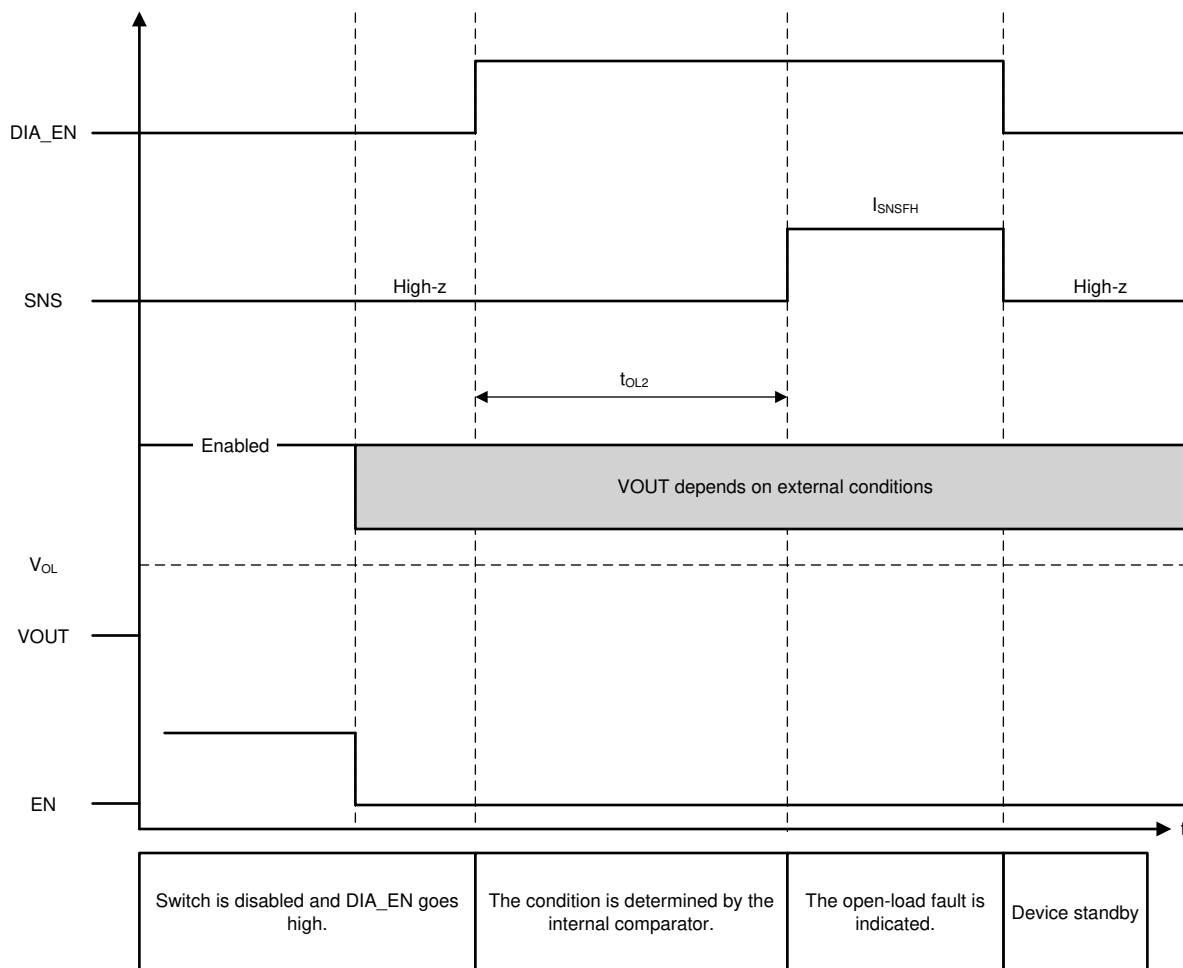 DIA_EN
I_SNSFH
High-z
High-z
SNS
t_OL2
Enabled
VOUT depends on external conditions
V_OL
VOUT
EN
t
Switch is disabled and DIA_EN goes
high.
The condition is determined by the
internal comparator.
The open-load fault is
indicated.
Device standby